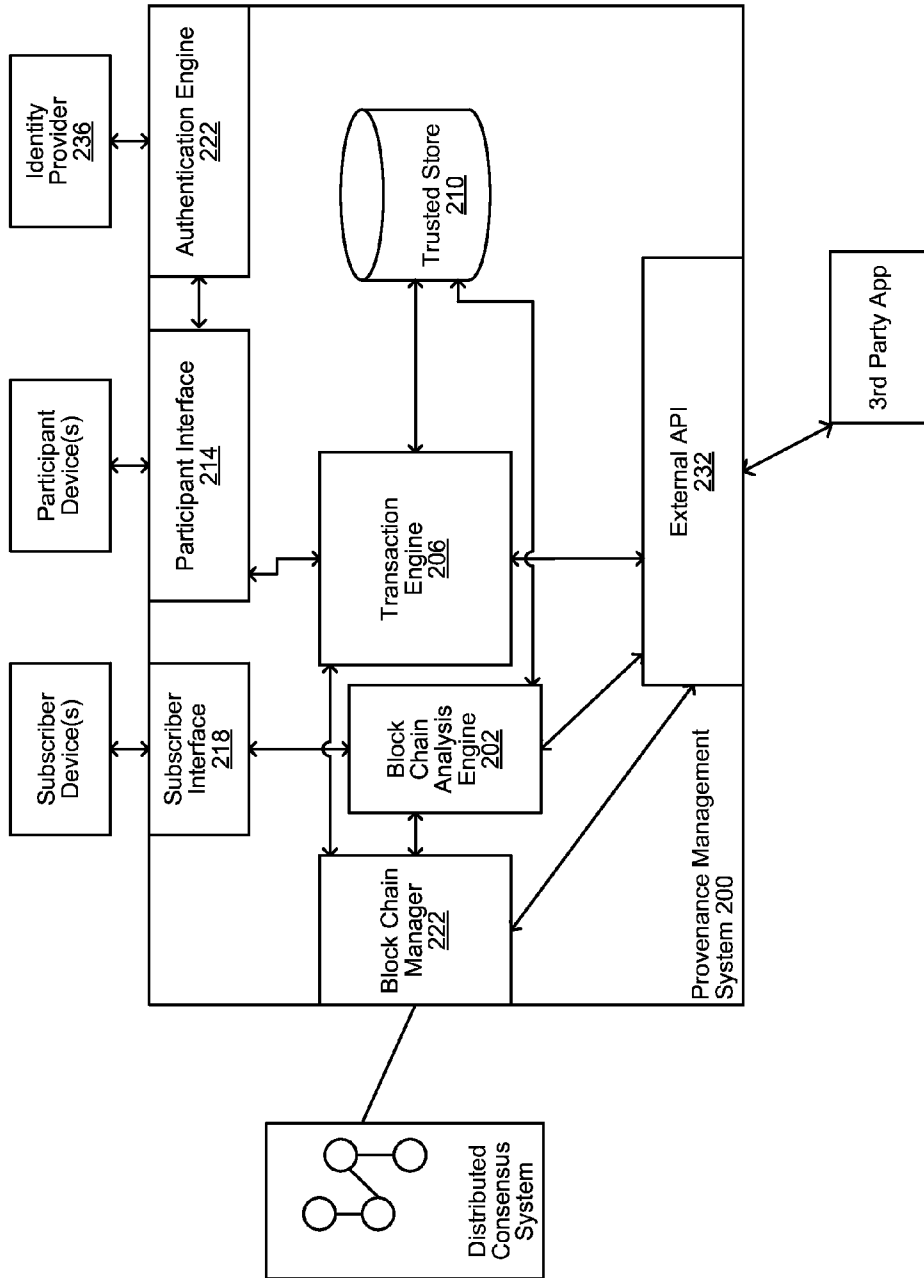 Identity
Provider
236
Authentication Engine
222
Participant
Device(s)
Participant Interface
214
Subscriber
Device(s)
Subscriber
Interface
218
Trusted Store
210
Transaction
Engine
206
Block
Chain
Analysis
Engine
202
Block Chain
Manager
222
External API
232
3rd Party App
Provenance Management
System 200
Distributed
Consensus
System